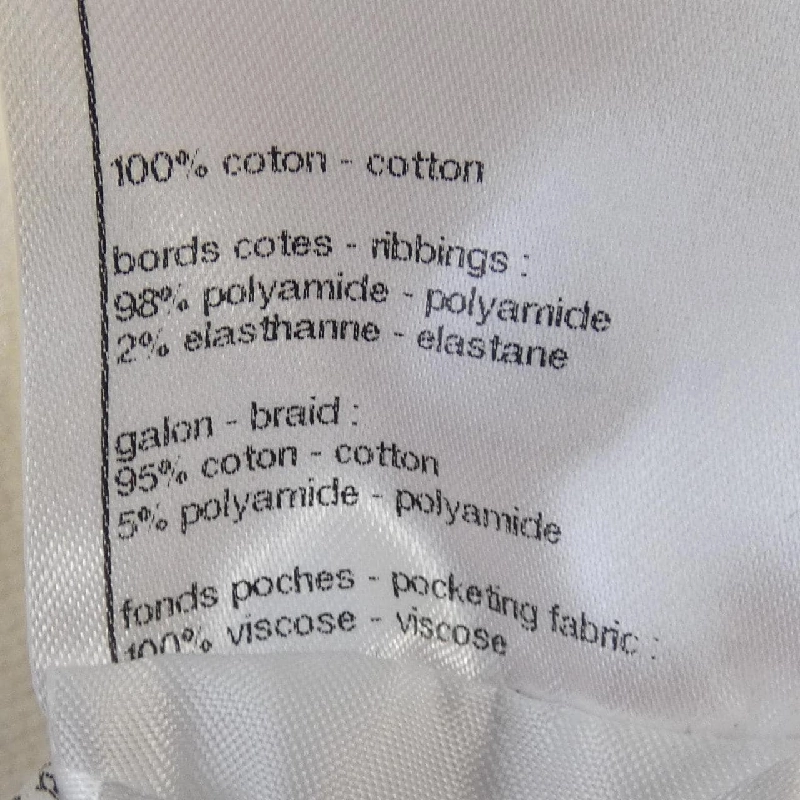 100% coton - cotton
bords cotes - ribbings :
98% polyamide - polyamide
2% elasthanne - elastane
galon - braid :
95% coton - cotton
5% polyamide - polyamide
fonds poches - pocketing fabric :
100% viscose - viscose